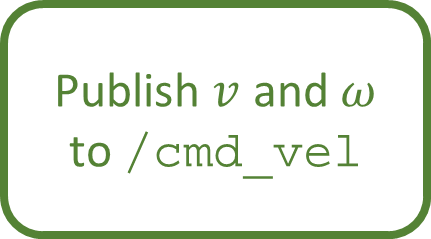 Publish 𝑣 and 𝜔
to /cmd_vel